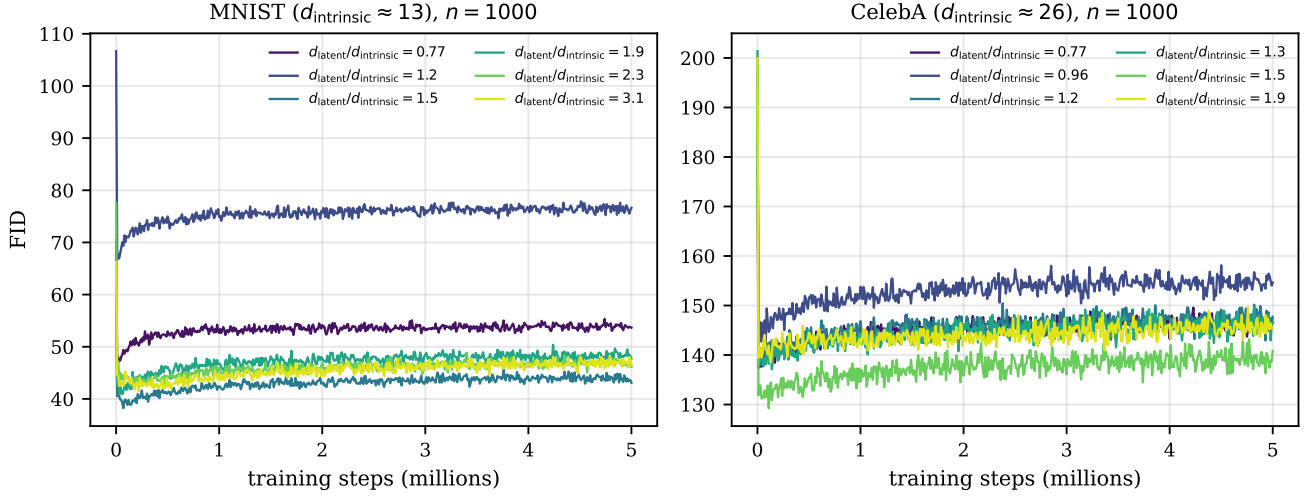 MNIST (d_intrinsic ≈ 13), n = 1000
d_latent/d_intrinsic = 0.77
d_latent/d_intrinsic = 1.2
d_latent/d_intrinsic = 1.5
d_latent/d_intrinsic = 1.9
d_latent/d_intrinsic = 2.3
d_latent/d_intrinsic = 3.1
FID
110
100
90
80
70
60
50
40
0 1 2 3 4 5
training steps (millions)
CelebA (d_intrinsic ≈ 26), n = 1000
d_latent/d_intrinsic = 0.77
d_latent/d_intrinsic = 0.96
d_latent/d_intrinsic = 1.2
d_latent/d_intrinsic = 1.3
d_latent/d_intrinsic = 1.5
d_latent/d_intrinsic = 1.9
200
190
180
170
160
150
140
130
0 1 2 3 4 5
training steps (millions)